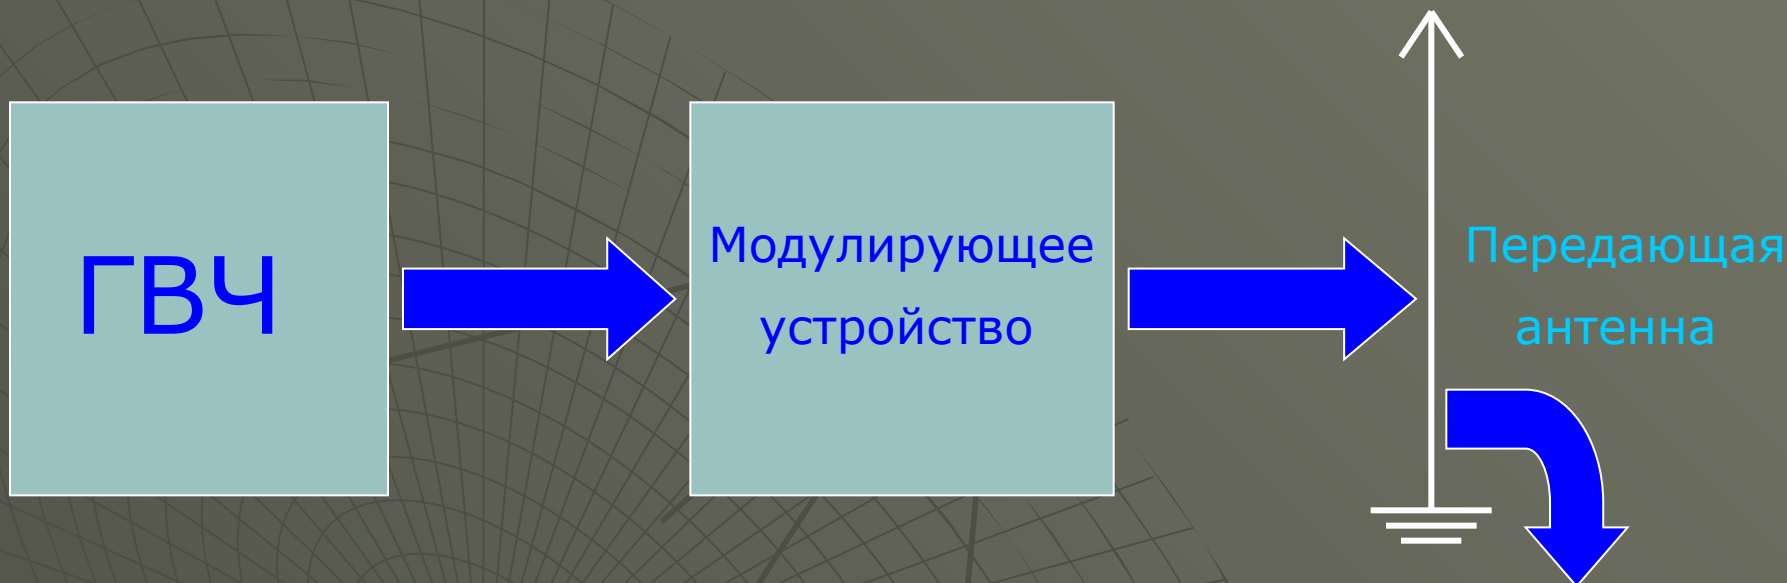 ГВЧ
Модулирующее
устройство
Передающая
антенна